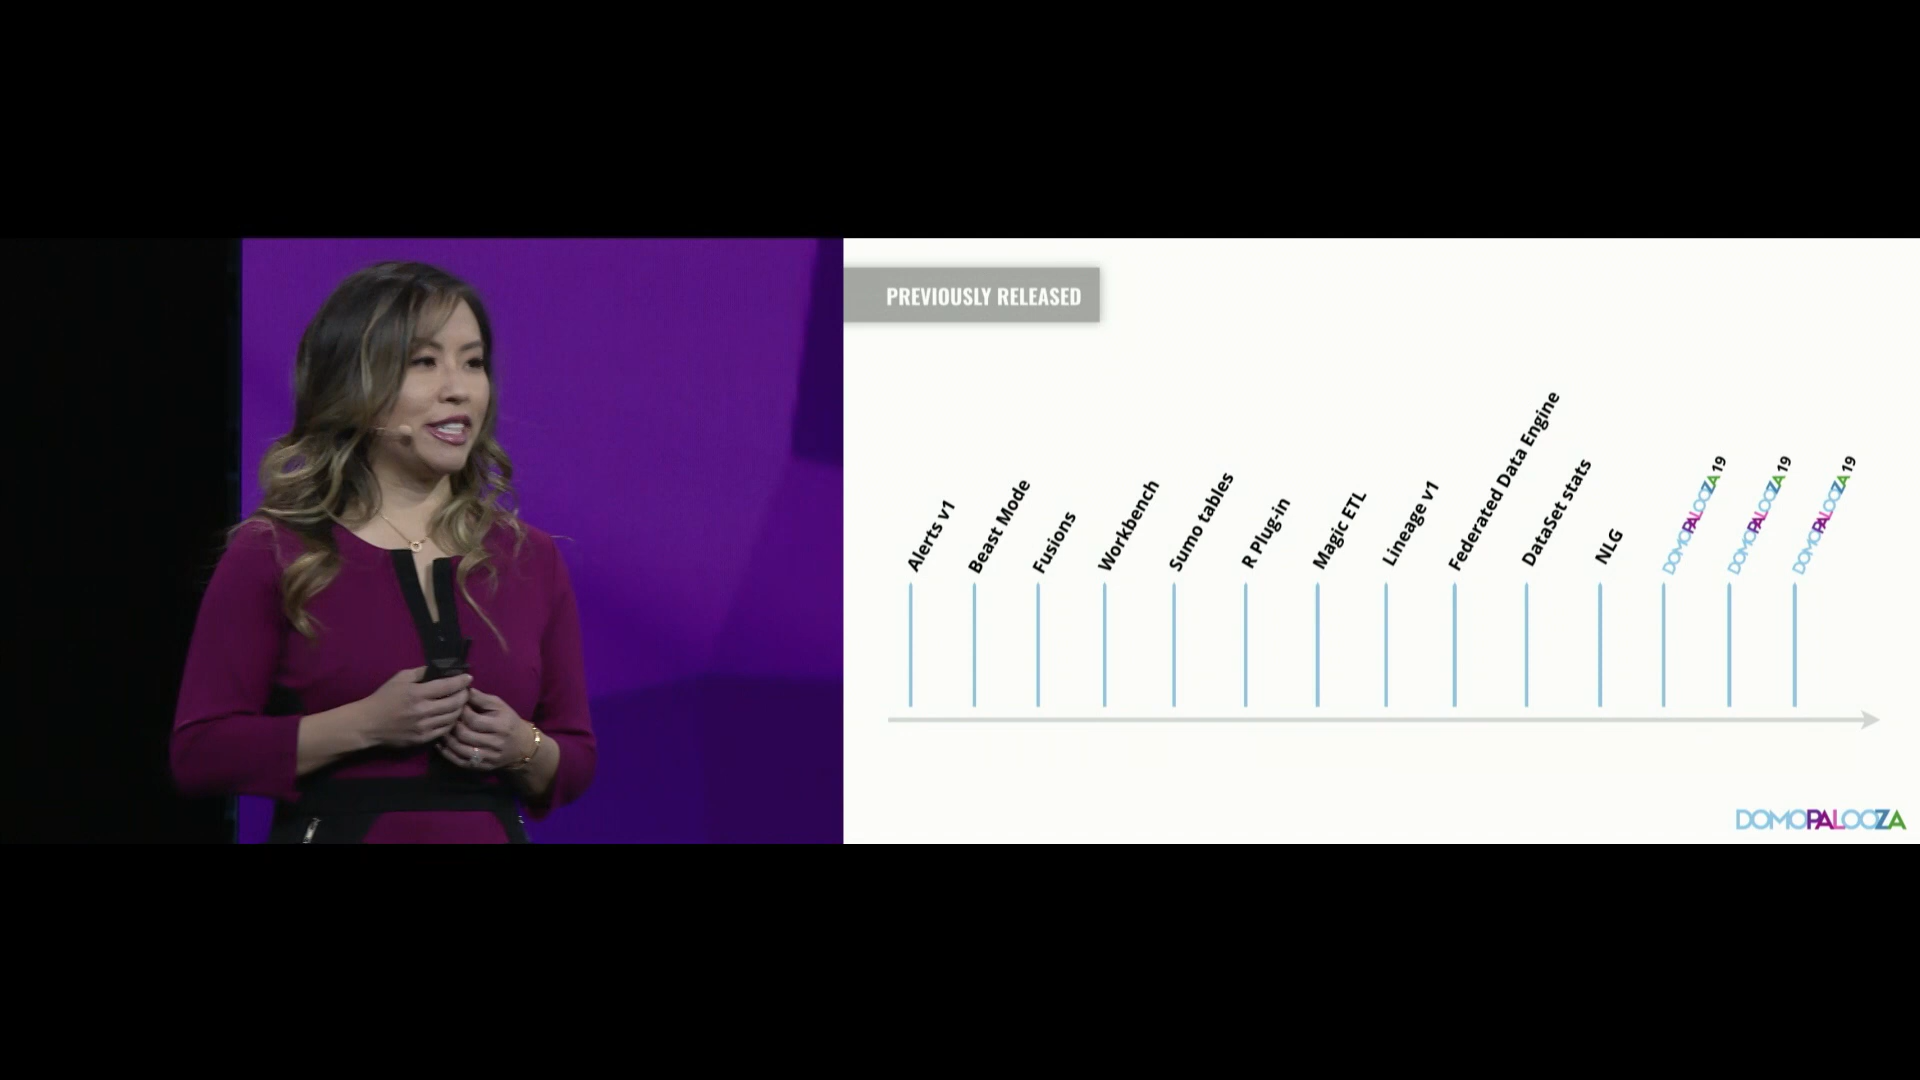 PREVIOUSLY RELEASED
Alerts v1
Beast Mode
Fusions
Workbench
Sumo tables
R Plug-in
Magic ETL
Lineage v1
Federated Data Engine
DataSet stats
NLG
DOMOPALOOZA 19
DOMOPALOOZA 19
DOMOPALOOZA 19
DOMOPALOOZA